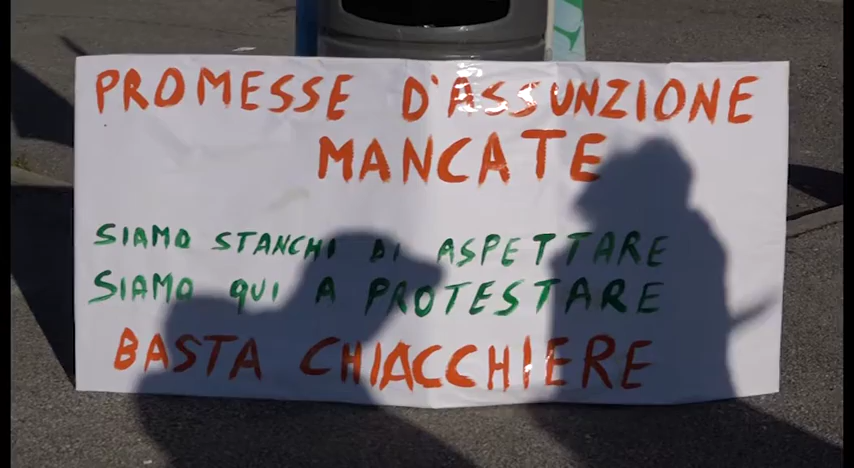 PROMESSE D'ASSUNZIONE
MANCATE
SIAMO STANCHI DI ASPETTARE
SIAMO QUI A PROTESTARE
BASTA CHIACCHIERE